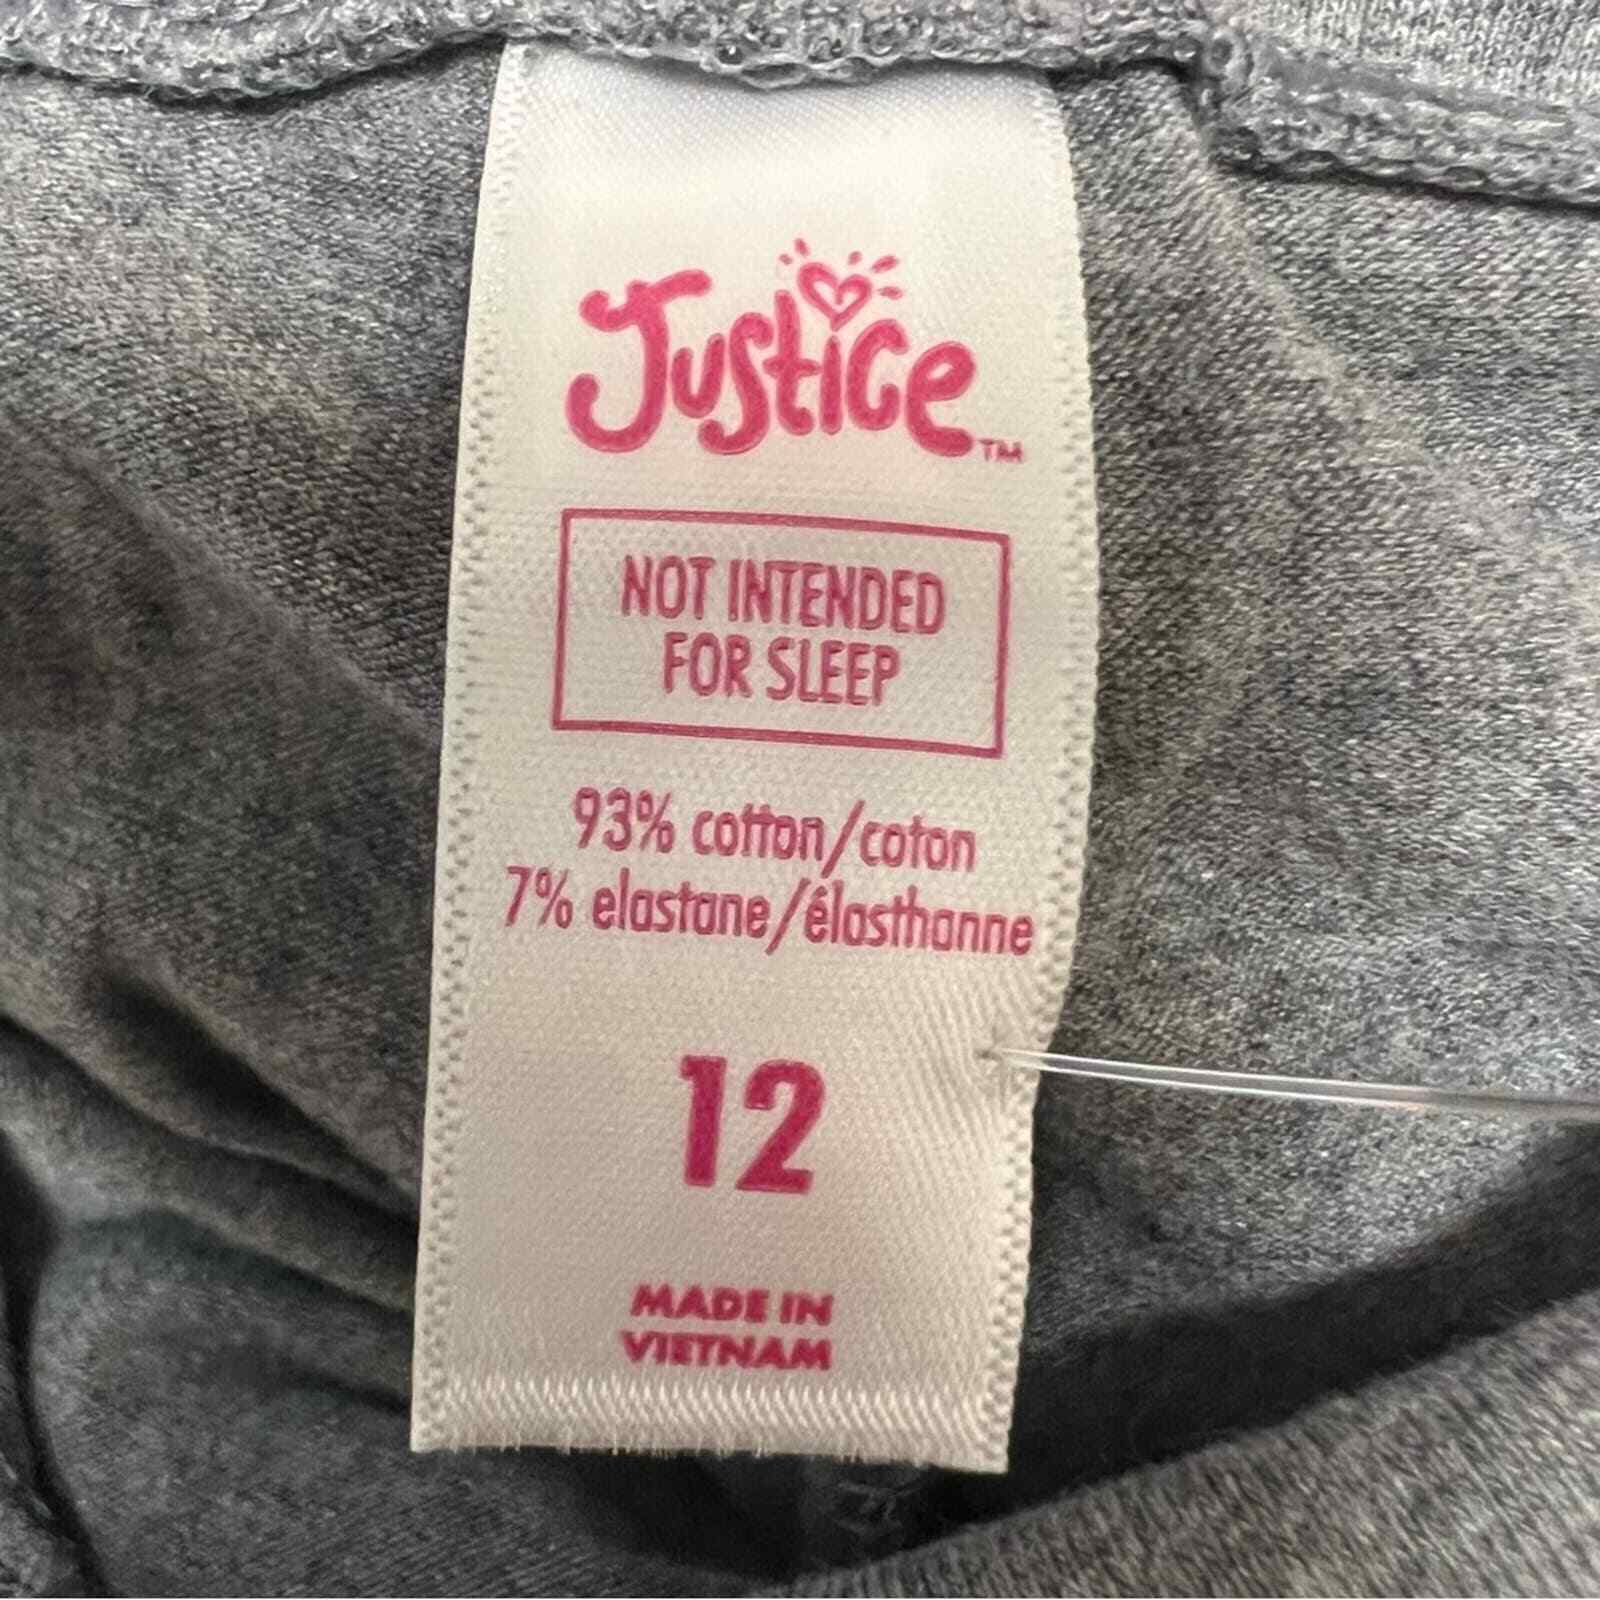 Justice™
NOT INTENDED
FOR SLEEP
93% cotton/coton
7% elastane/élasthanne
12
MADE IN
VIETNAM